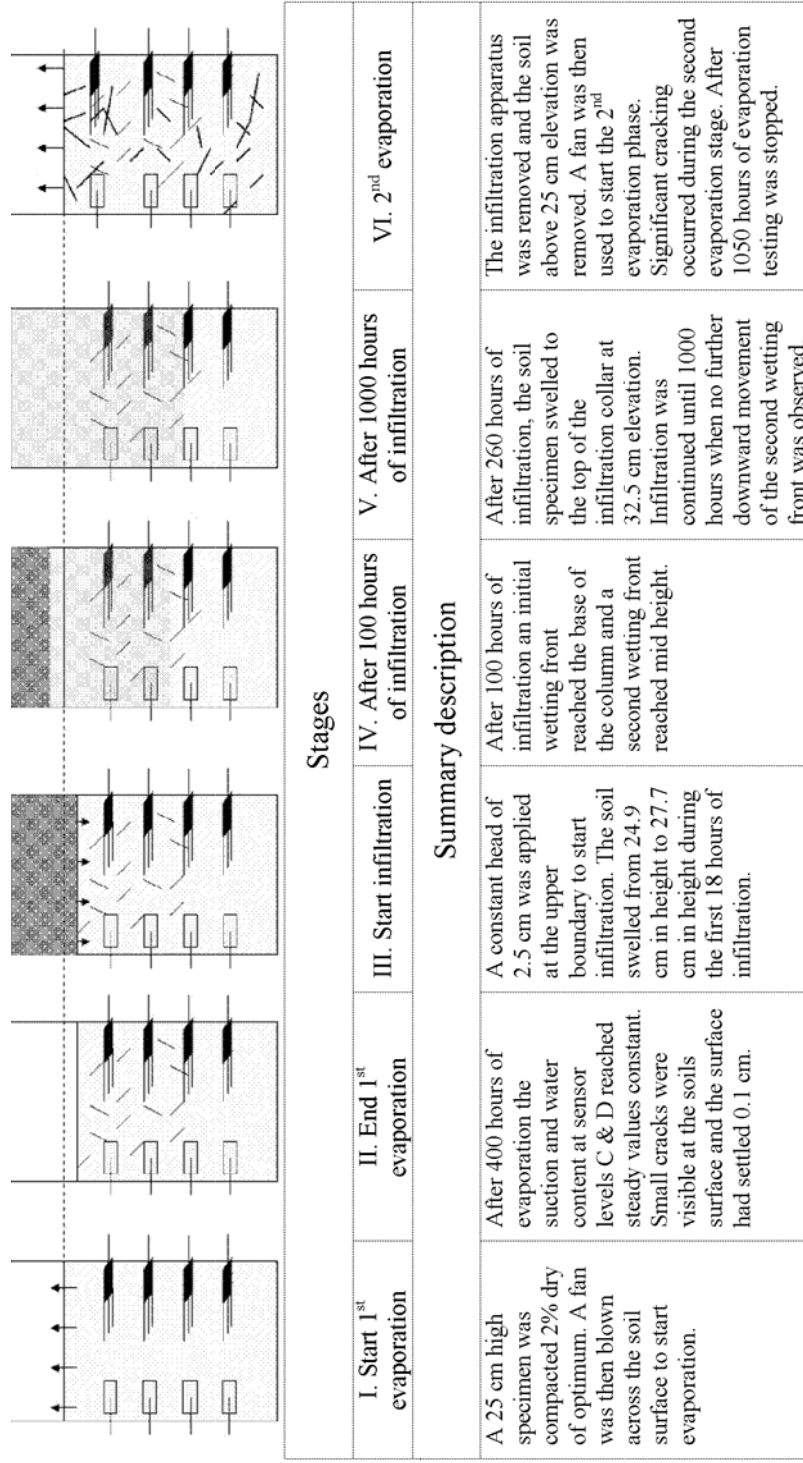 Stages
I. Start 1st
evaporation
II. End 1st
evaporation
III. Start infiltration
IV. After 100 hours
of infiltration
V. After 1000 hours
of infiltration
VI. 2nd evaporation
Summary description
A 25 cm high
specimen was
compacted 2% dry
of optimum. A fan
was then blown
across the soil
surface to start
evaporation.
After 400 hours of
evaporation the
suction and water
content at sensor
levels C & D reached
steady values constant.
Small cracks were
visible at the soils
surface and the surface
had settled 0.1 cm.
A constant head of
2.5 cm was applied
at the upper
boundary to start
infiltration. The soil
swelled from 24.9
cm in height to 27.7
cm in height during
the first 18 hours of
infiltration.
After 100 hours of
infiltration an initial
wetting front
reached the base of
the column and a
second wetting front
reached mid height.
After 260 hours of
infiltration, the soil
specimen swelled to
the top of the
infiltration collar at
32.5 cm elevation.
Infiltration was
continued until 1000
hours when no further
downward movement
of the second wetting
front was observed
The infiltration apparatus
was removed and the soil
above 25 cm elevation was
removed. A fan was then
used to start the 2nd
evaporation phase.
Significant cracking
occurred during the second
evaporation stage. After
1050 hours of evaporation
testing was stopped.